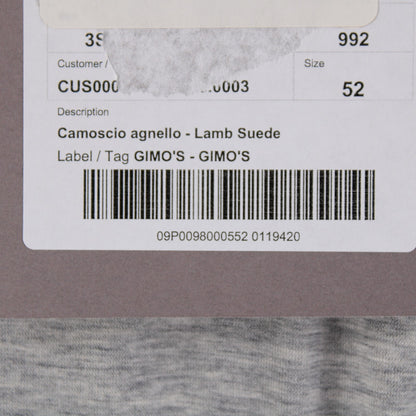 3S 992
Customer / Size
CUS000 .0003 52
Description
Camoscio agnello - Lamb Suede
Label / Tag GIMO'S - GIMO'S
09P0098000552 0119420